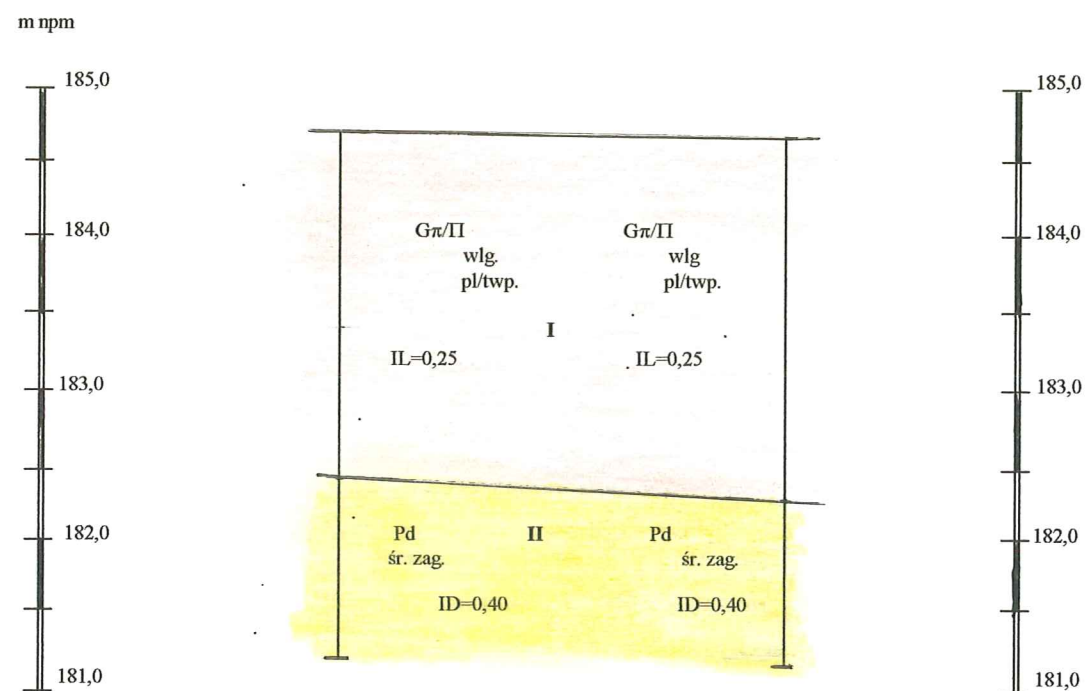 m npm
185,0
185,0
184,0
Gπ/Π
Gπ/Π
184,0
wlg.
wlg
pl/twp.
pl/twp.
I
IL=0,25
IL=0,25
183,0
183,0
182,0
Pd
II
Pd
182,0
śr. zag.
śr. zag.
ID=0,40
ID=0,40
181,0
181,0